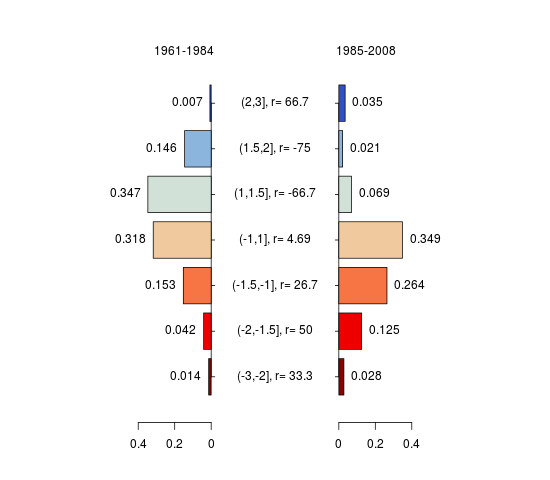 1961-1984 1985-2008
0.007 (2,3], r= 66.7 0.035
0.146 (1.5,2], r= -75 0.021
0.347 (1,1.5], r= -66.7 0.069
0.318 (-1,1], r= 4.69 0.349
0.153 (-1.5,-1], r= 26.7 0.264
0.042 (-2,-1.5], r= 50 0.125
0.014 (-3,-2], r= 33.3 0.028
0.4 0.2 0 0 0.2 0.4